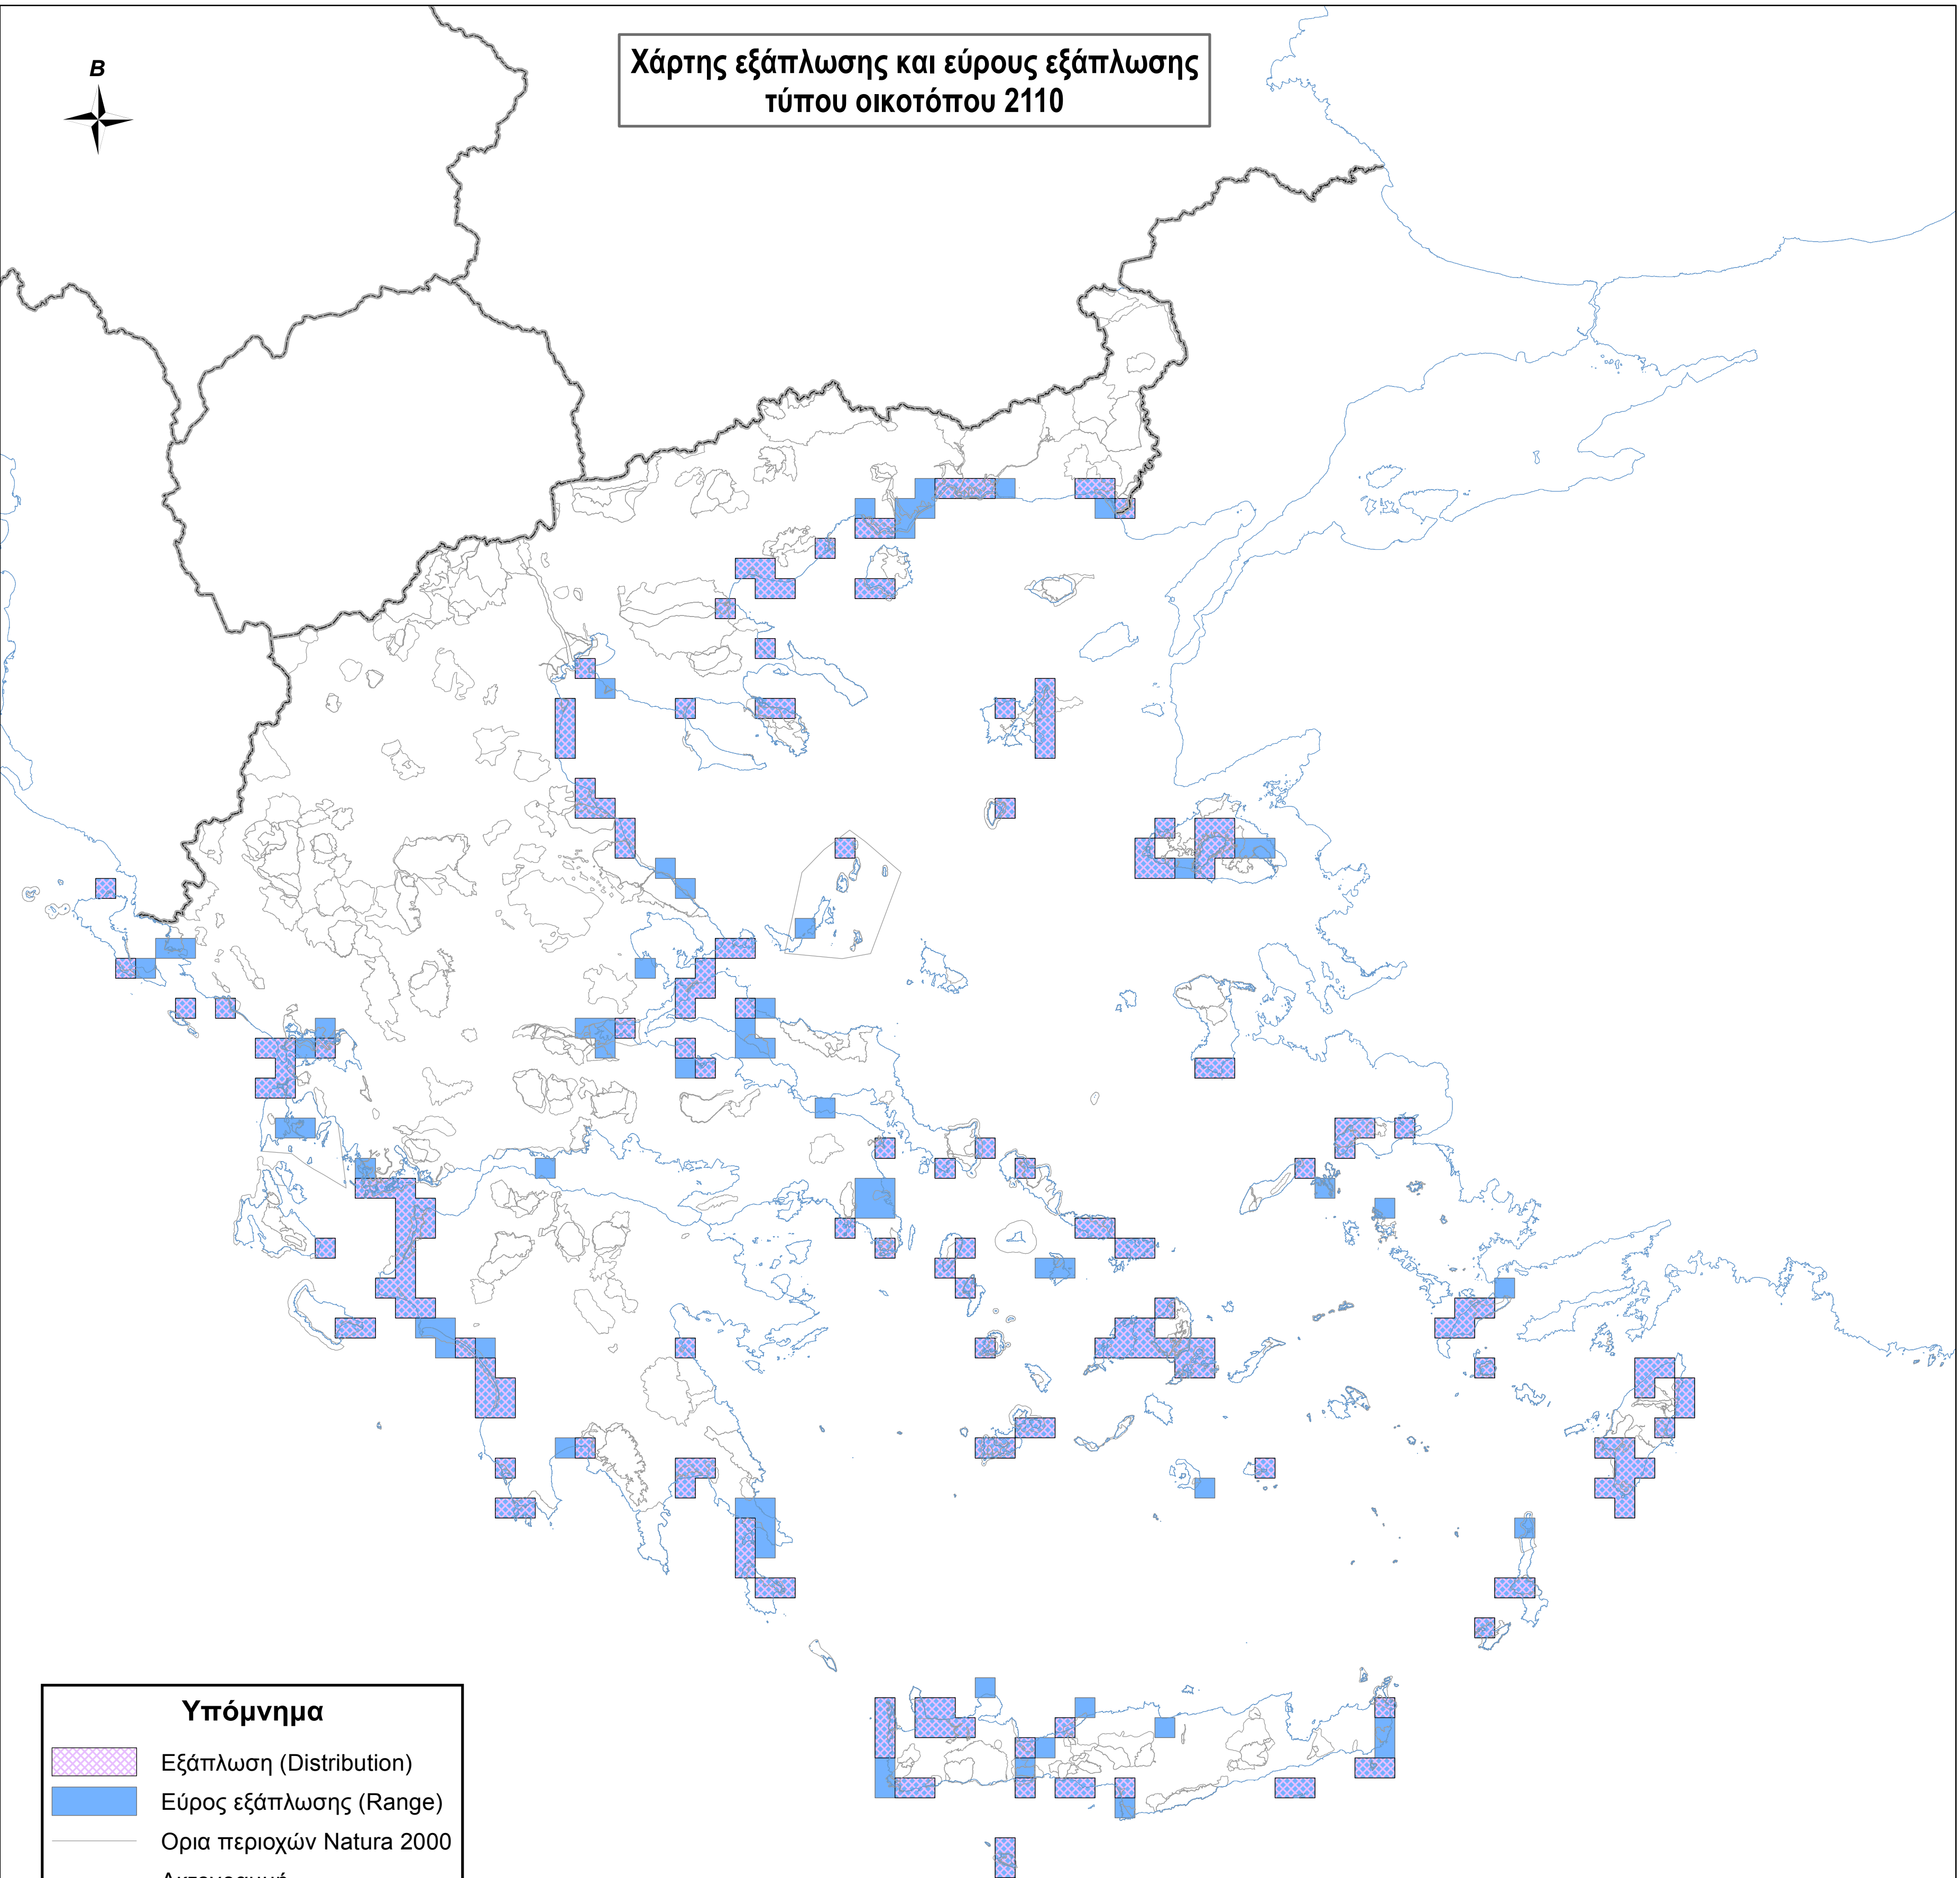 Χάρτης εξάπλωσης και εύρους εξάπλωσης
τύπου οικοτόπου 2110
Β
Υπόμνημα
Εξάπλωση (Distribution)
Εύρος εξάπλωσης (Range)
Ορια περιοχών Natura 2000